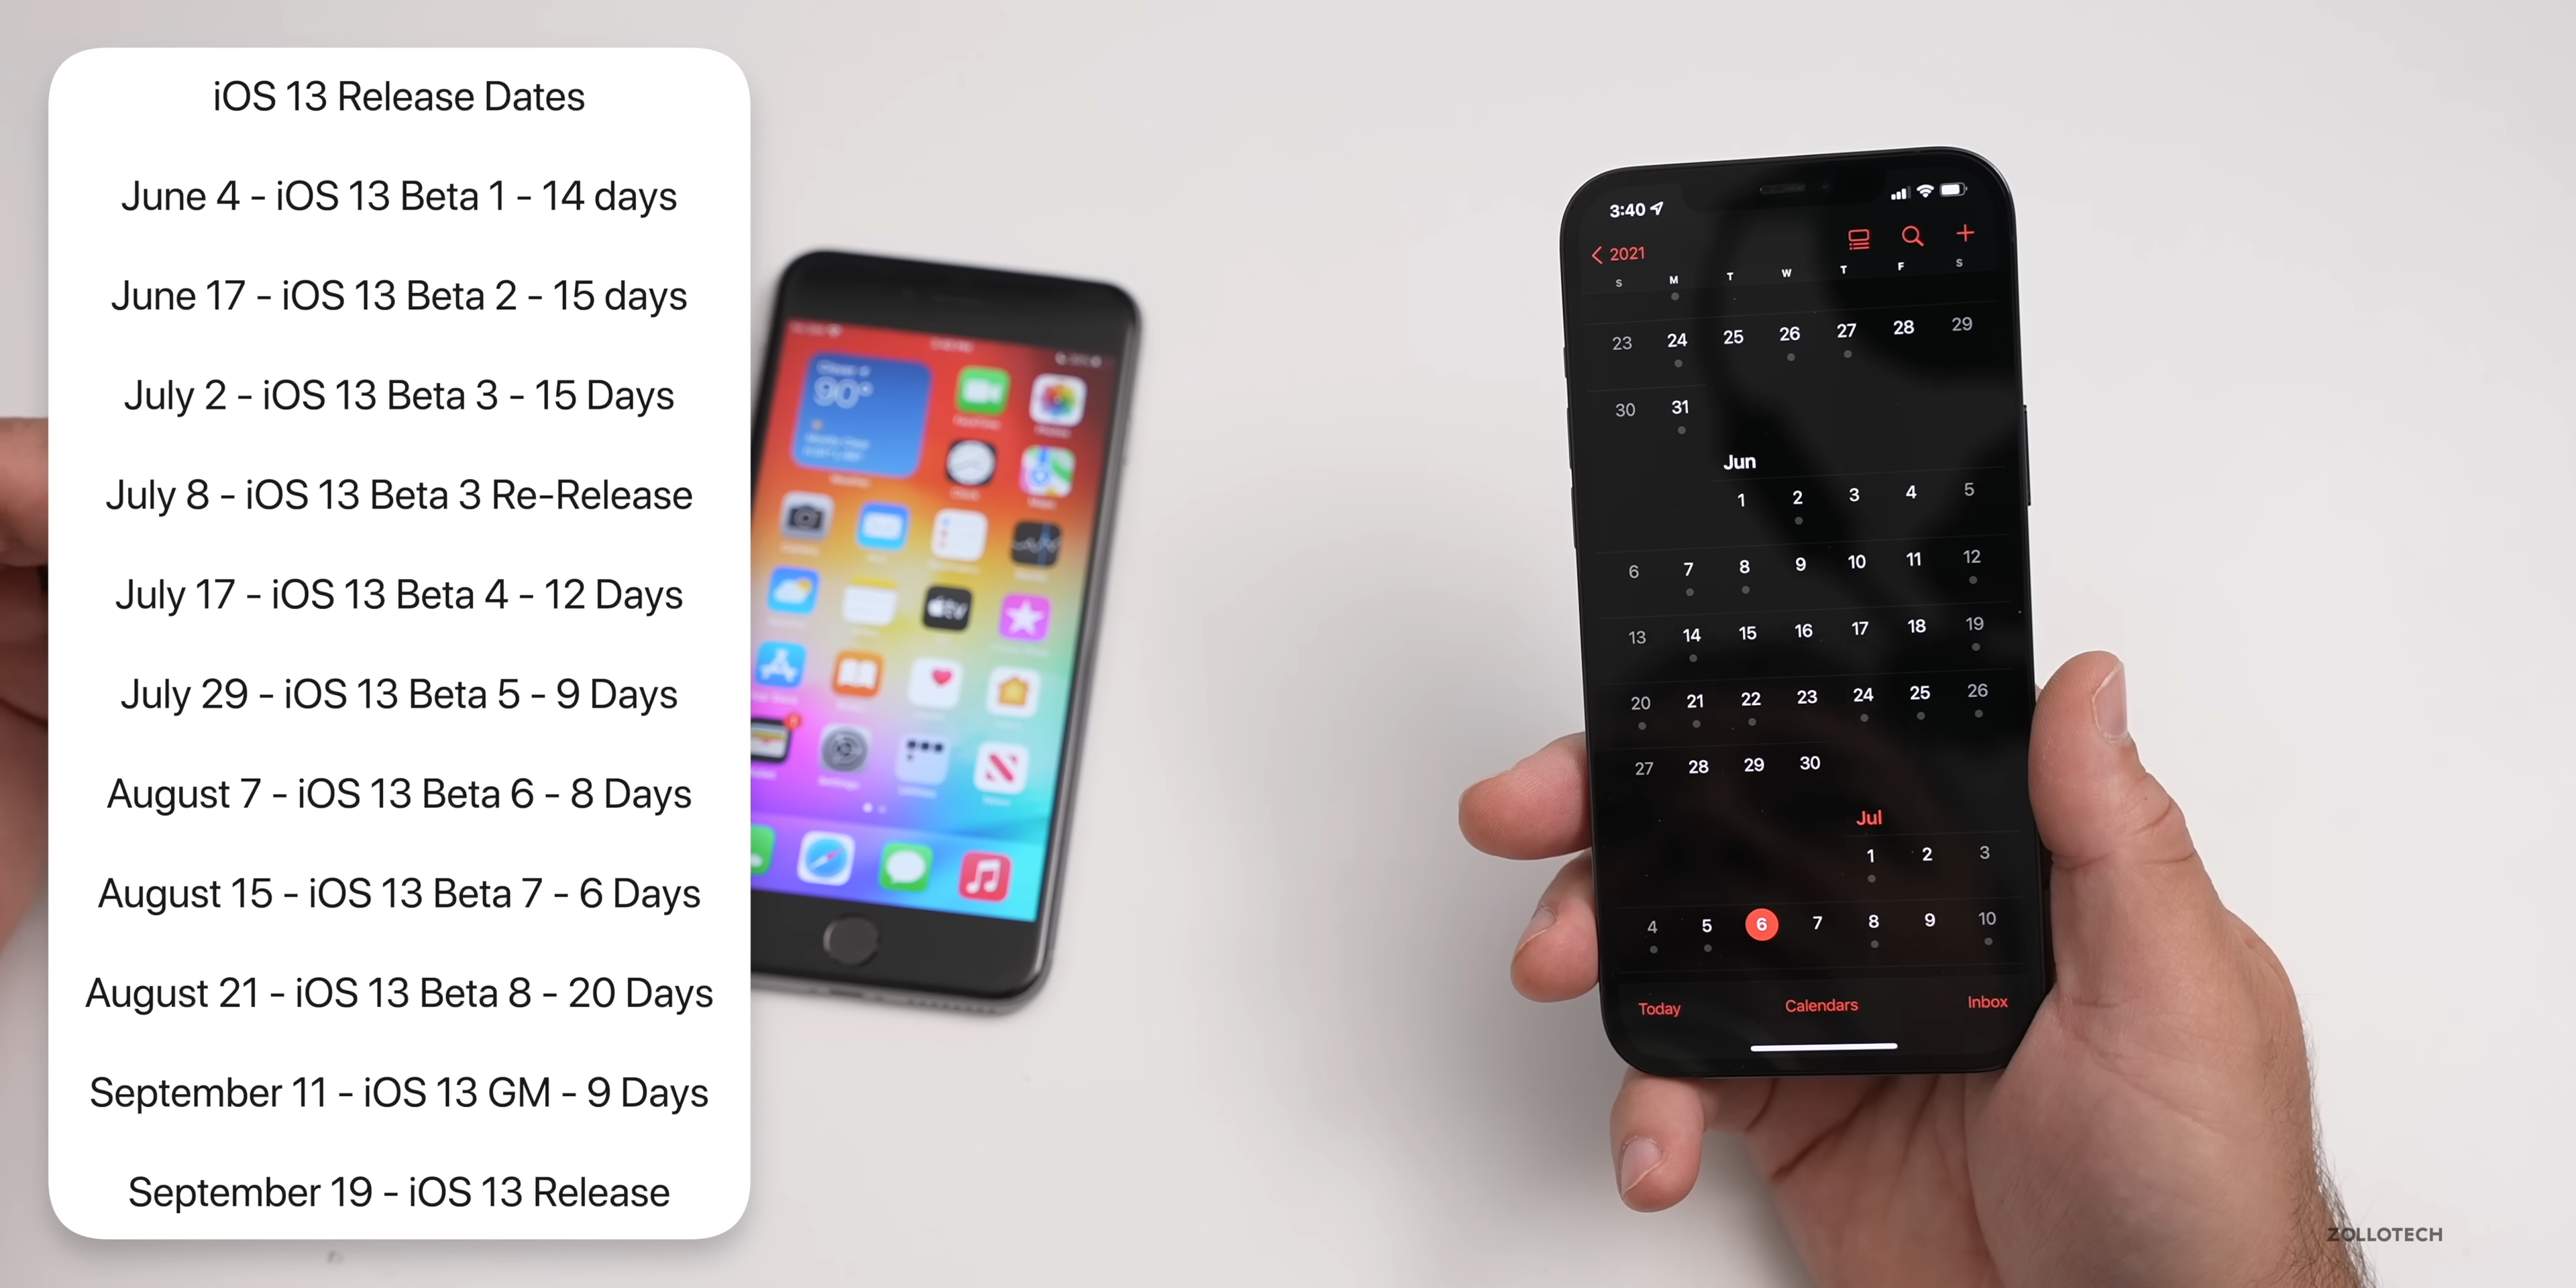 iOS 13 Release Dates
June 4 - iOS 13 Beta 1 - 14 days
June 17 - iOS 13 Beta 2 - 15 days
July 2 - iOS 13 Beta 3 - 15 Days
July 8 - iOS 13 Beta 3 Re-Release
July 17 - iOS 13 Beta 4 - 12 Days
July 29 - iOS 13 Beta 5 - 9 Days
August 7 - iOS 13 Beta 6 - 8 Days
August 15 - iOS 13 Beta 7 - 6 Days
August 21 - iOS 13 Beta 8 - 20 Days
September 11 - iOS 13 GM - 9 Days
September 19 - iOS 13 Release
90°
tv
3:40
2021
S M T W T F S
23 24 25 26 27 28 29
30 31
Jun
1 2 3 4 5
6 7 8 9 10 11 12
13 14 15 16 17 18 19
20 21 22 23 24 25 26
27 28 29 30
Jul
1 2 3
4 5 6 7 8 9 10
Today Calendars Inbox
ZOLLOTECH